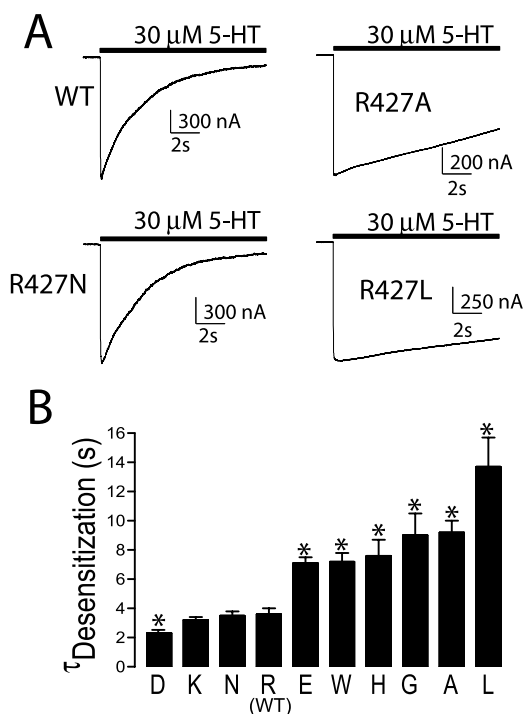 A
30 µM 5-HT
WT
300 nA
2s
30 µM 5-HT
R427A
200 nA
2s
30 µM 5-HT
R427N
300 nA
2s
30 µM 5-HT
R427L
250 nA
2s
B
τDesensitization (s)
16
14
12
10
8
6
4
2
0
* * * * * * *
D K N R E W H G A L
(WT)